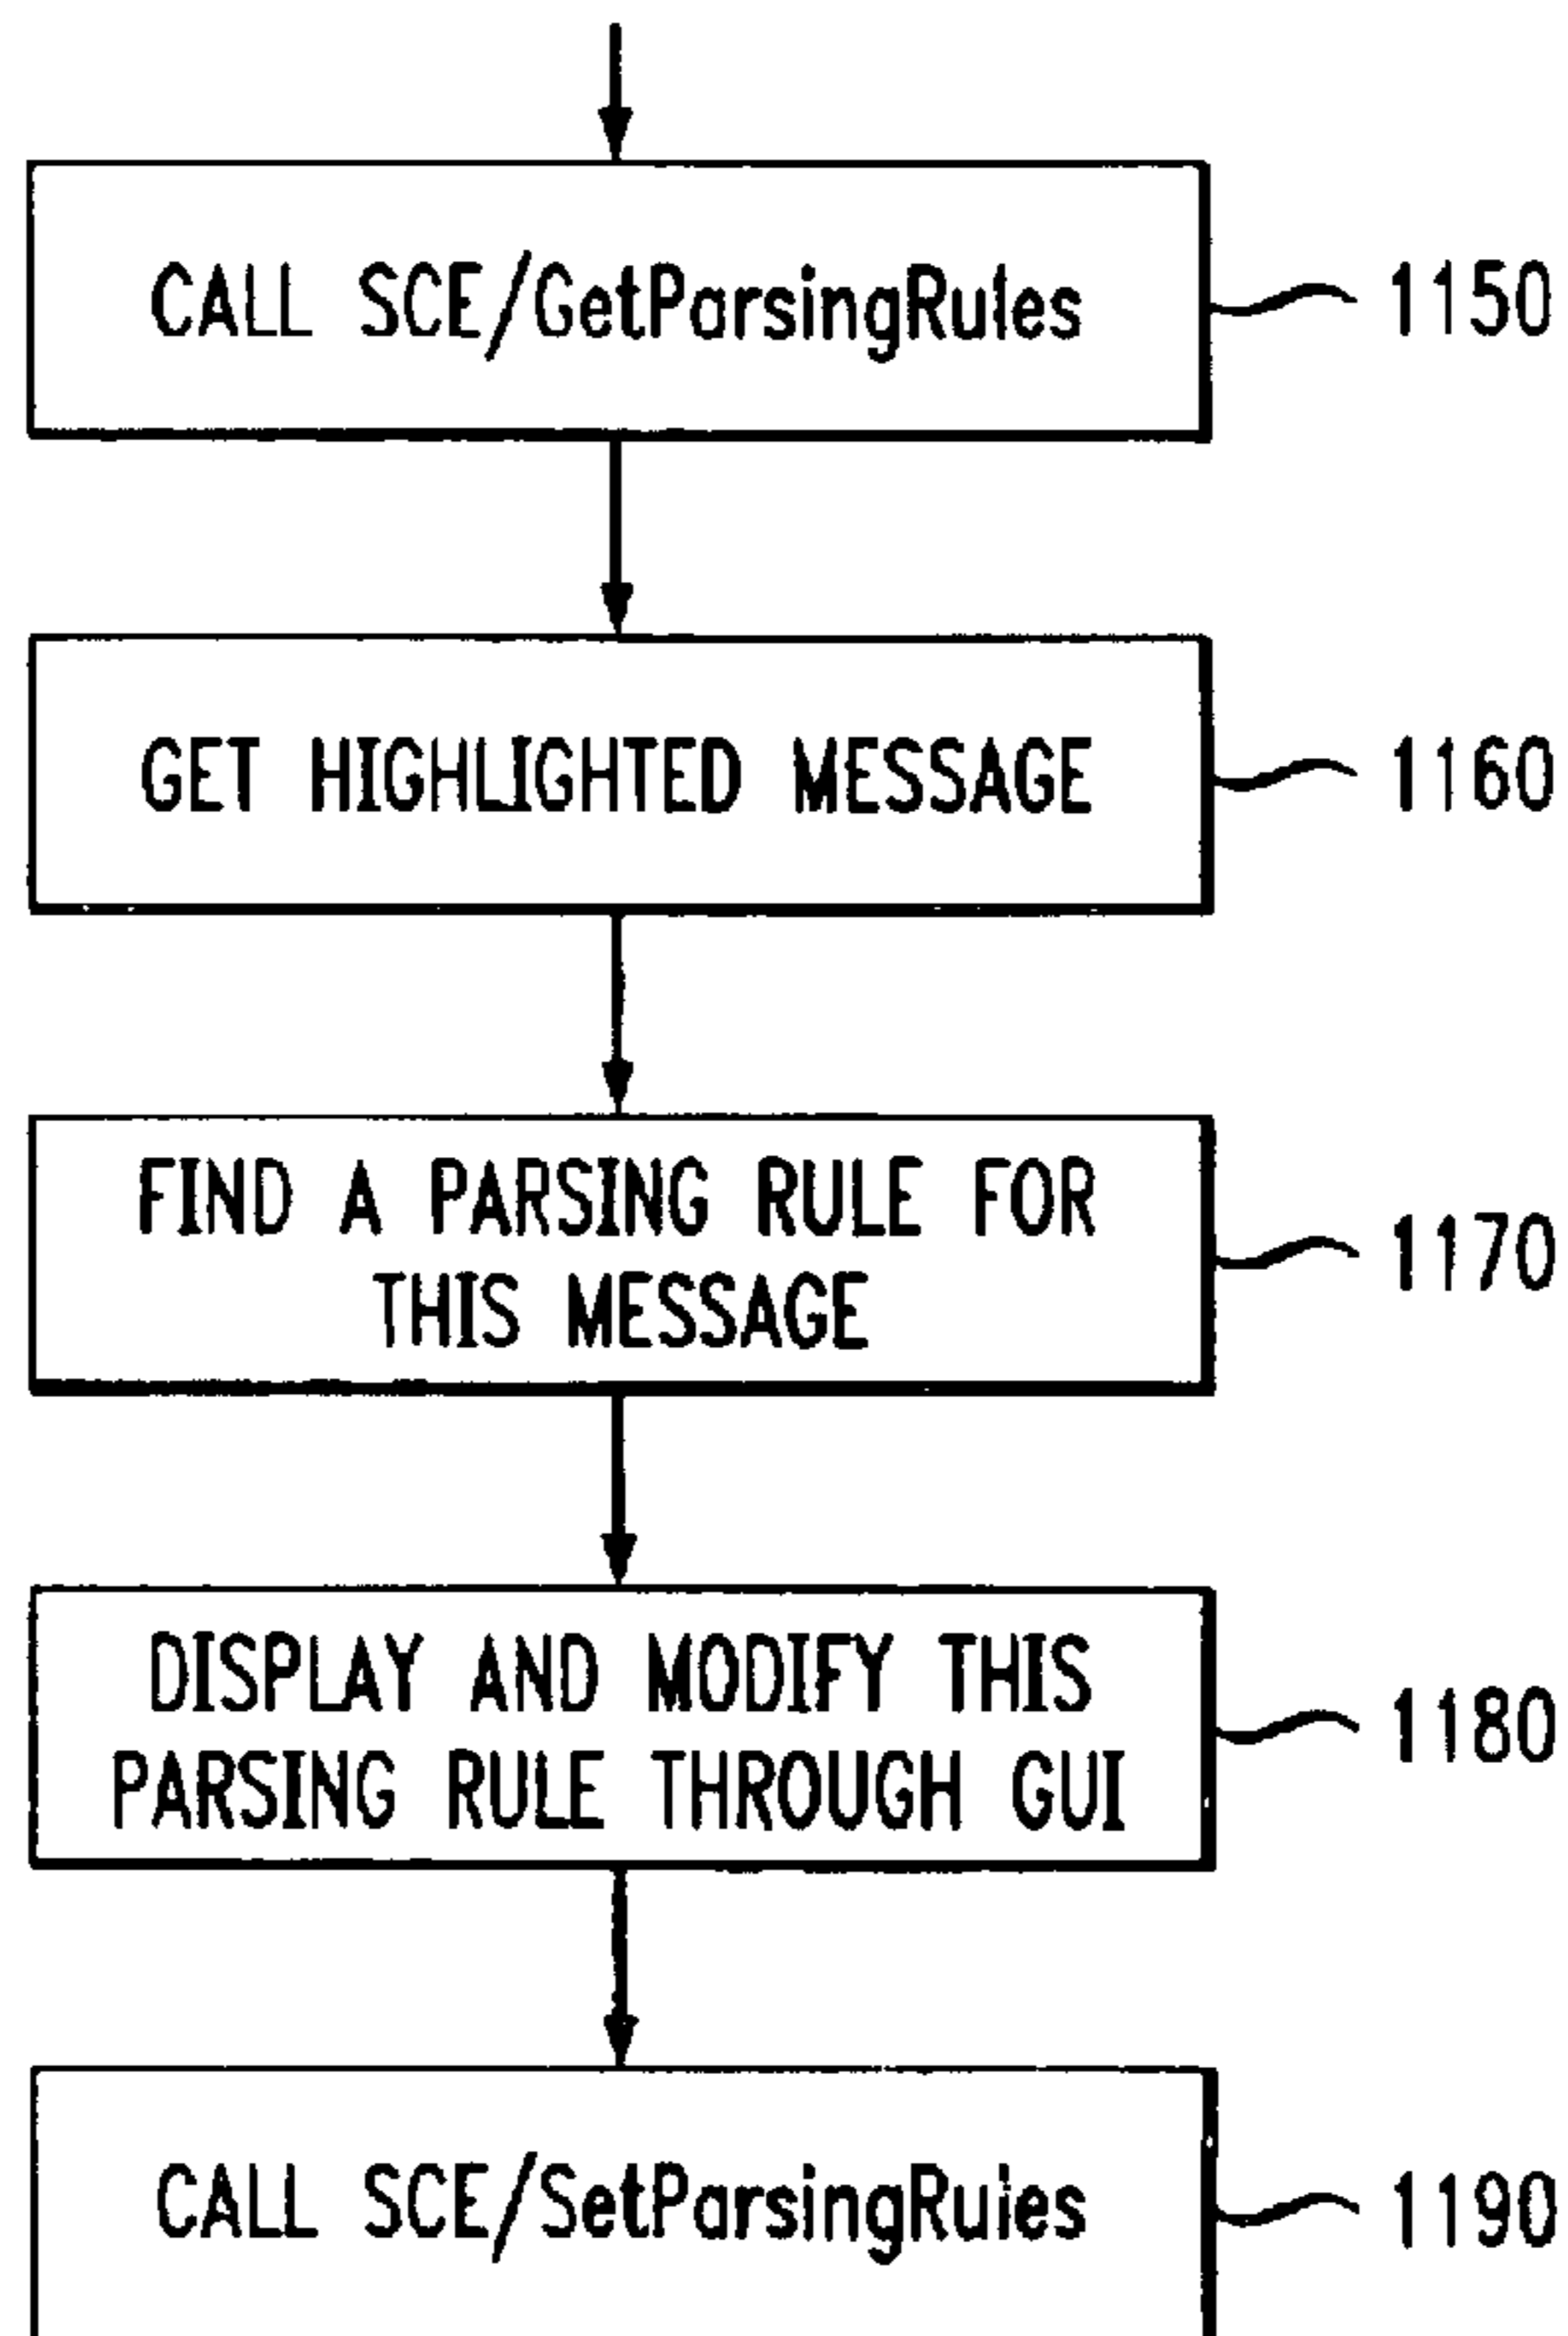 CALL SCE/GetParsingRules
1150
GET HIGHLIGHTED MESSAGE
1160
FIND A PARSING RULE FOR
THIS MESSAGE
1170
DISPLAY AND MODIFY THIS
PARSING RULE THROUGH GUI
1180
CALL SCE/SetParsingRuies
1190